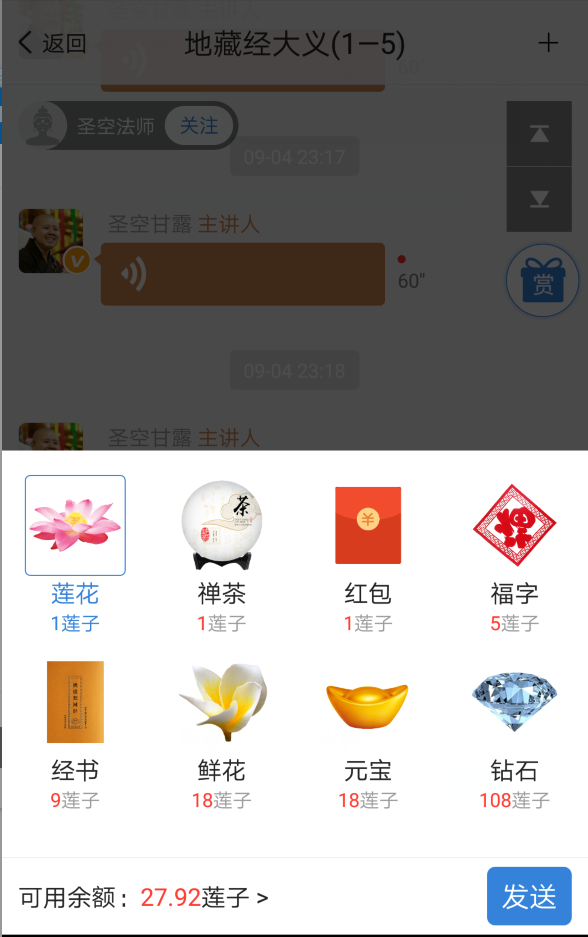 返回
地藏经大义(1—5)
60"
圣空法师 关注
09-04 23:17
圣空甘露 主讲人
60"
赏
09-04 23:18
圣空甘露 主讲人
茶
福
莲花 禅茶 红包 福字
1莲子 1莲子 1莲子 5莲子
经书 鲜花 元宝 钻石
9莲子 18莲子 18莲子 108莲子
可用余额：27.92莲子 >
发送